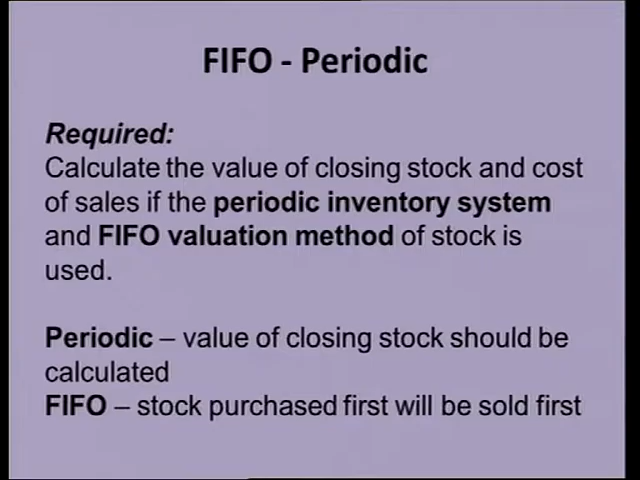 FIFO - Periodic
Required:
Calculate the value of closing stock and cost
of sales if the periodic inventory system
and FIFO valuation method of stock is
used.
Periodic – value of closing stock should be
calculated
FIFO – stock purchased first will be sold first